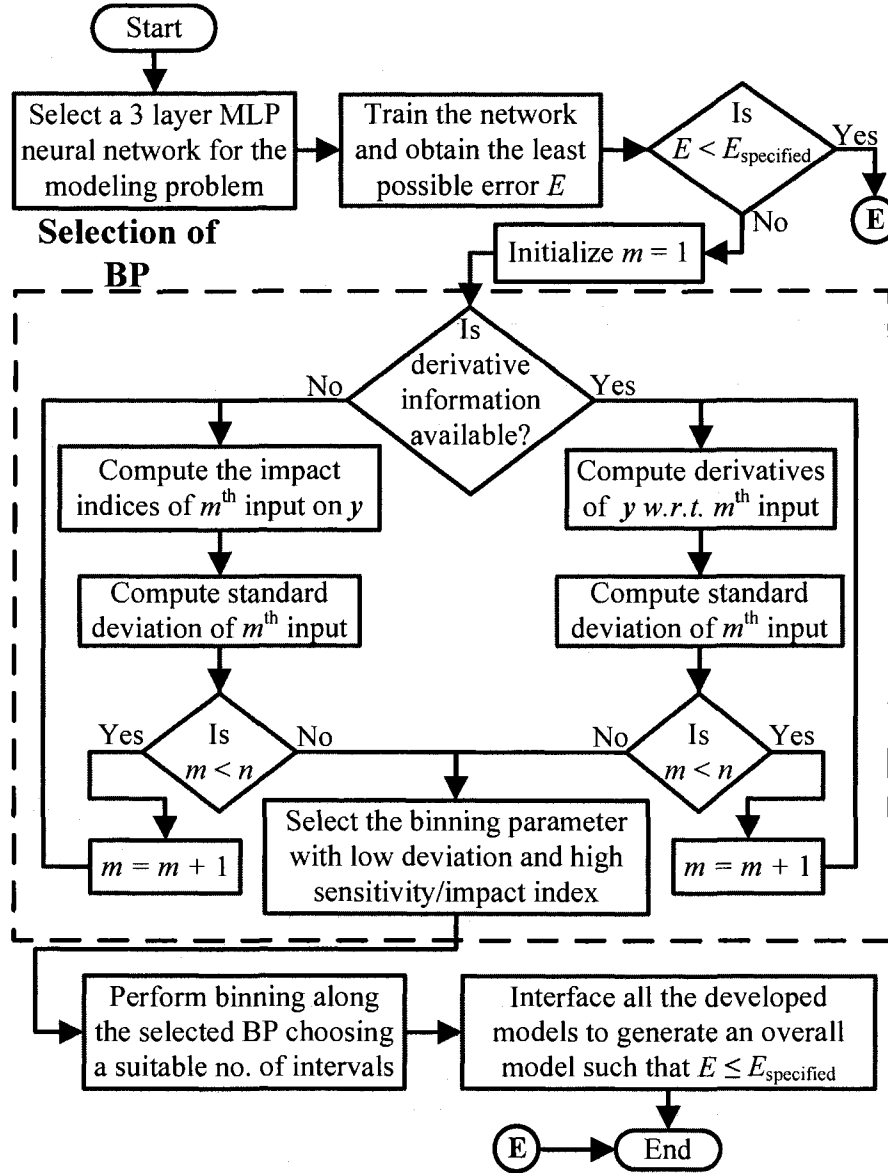 Start
Select a 3 layer MLP
neural network for the
modeling problem
Train the network
and obtain the least
possible error E
Is
E < Especified
Yes
E
No
Initialize m = 1
Selection of
BP
Is
derivative
information
available?
No
Yes
Compute the impact
indices of mth input on y
Compute derivatives
of y w.r.t. mth input
Compute standard
deviation of mth input
Compute standard
deviation of mth input
Yes
Is
m < n
No
No
Is
m < n
Yes
m = m + 1
Select the binning parameter
with low deviation and high
sensitivity/impact index
m = m + 1
Perform binning along
the selected BP choosing
a suitable no. of intervals
Interface all the developed
models to generate an overall
model such that E ≤ Especified
E
End